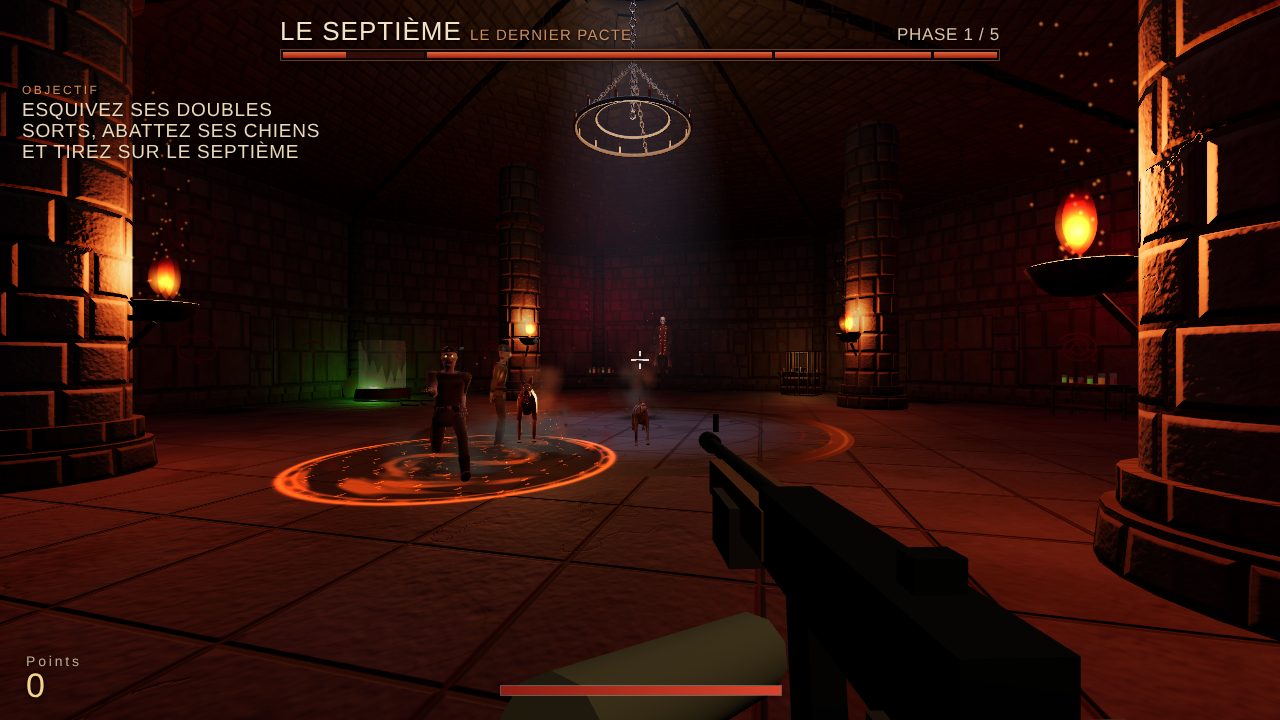 LE SEPTIÈME LE DERNIER PACTE
PHASE 1 / 5
OBJECTIF
ESQUIVEZ SES DOUBLES
SORTS, ABATTEZ SES CHIENS
ET TIREZ SUR LE SEPTIÈME
Points
0